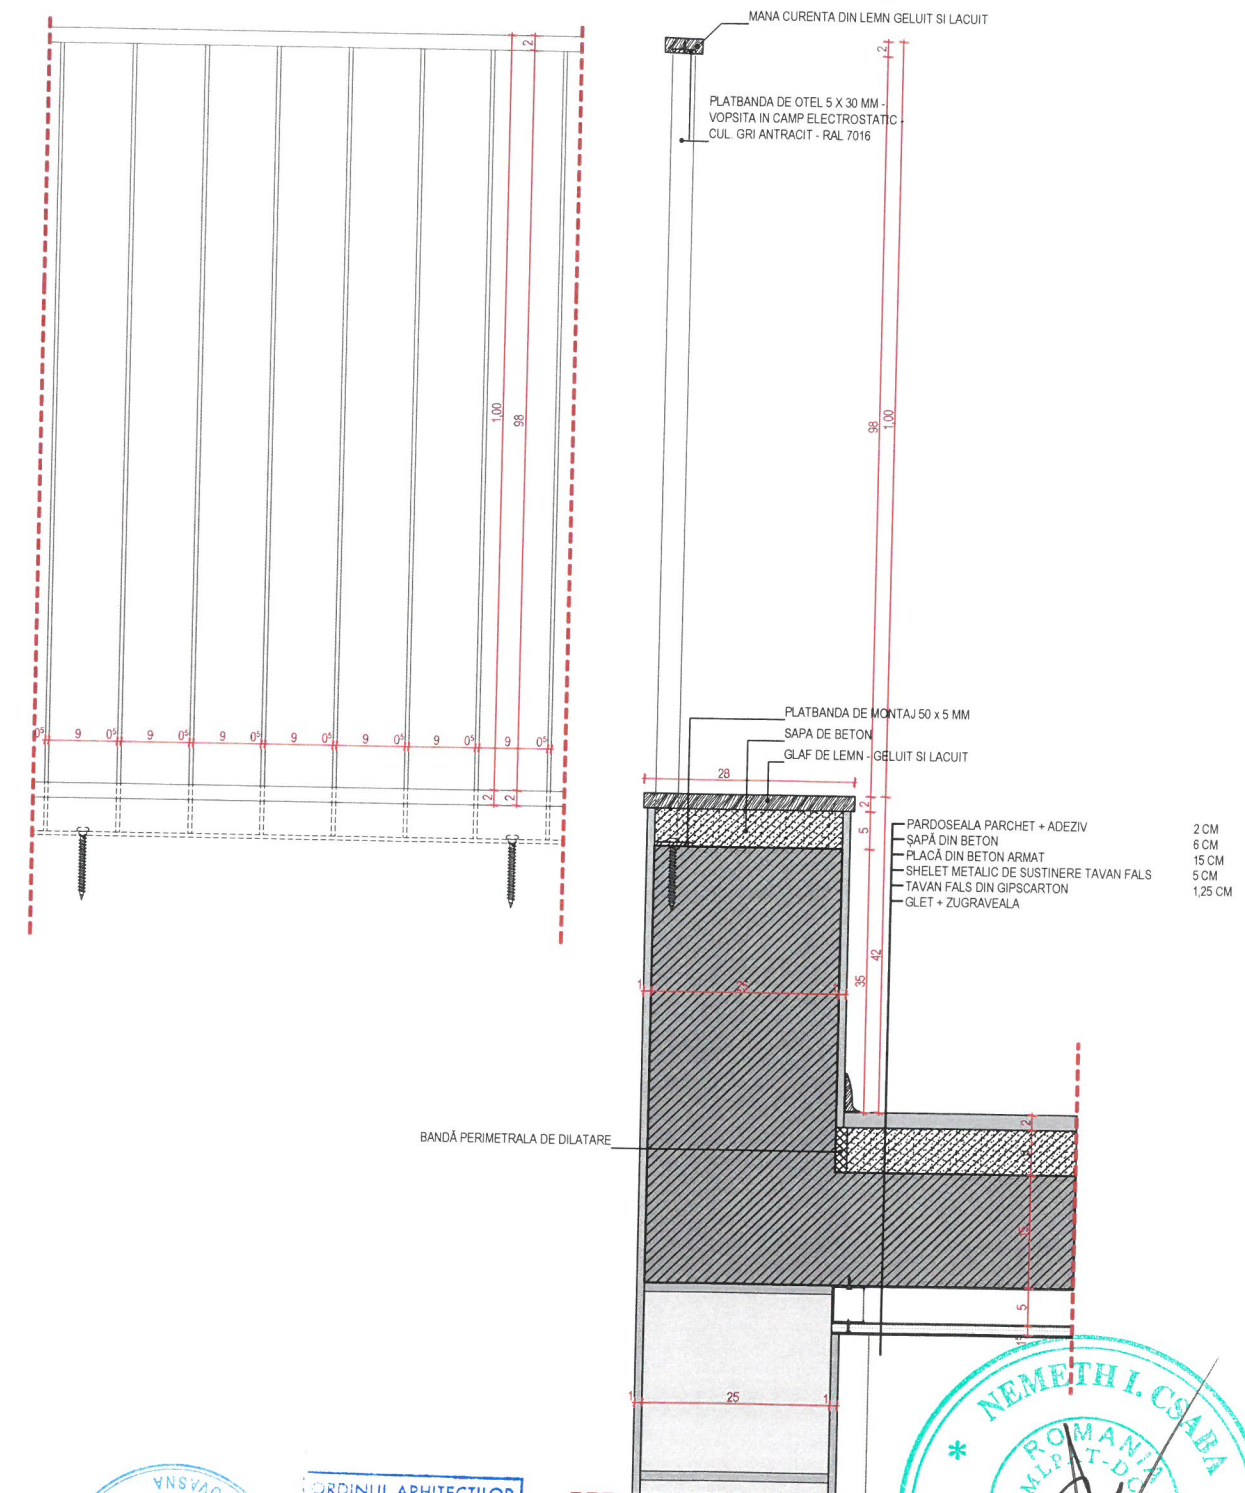 MANA CURENTA DIN LEMN GELUIT SI LACUIT
PLATBANDA DE OTEL 5 X 30 MM -
VOPSITA IN CAMP ELECTROSTATIC -
CUL. GRI ANTRACIT - RAL 7016
2
2
1,00
98
98
1,00
0⁵ 9 0⁵ 9 0⁵ 9 0⁵ 9 0⁵ 9 0⁵ 9 0⁵ 9 0⁵
2 2
PLATBANDA DE MONTAJ 50 x 5 MM
SAPA DE BETON
GLAF DE LEMN - GELUIT SI LACUIT
28
2
5
35
42
PARDOSEALA PARCHET + ADEZIV 2 CM
ȘAPĂ DIN BETON 6 CM
PLACĂ DIN BETON ARMAT 15 CM
SHELET METALIC DE SUSTINERE TAVAN FALS 5 CM
TAVAN FALS DIN GIPSCARTON 1,25 CM
GLET + ZUGRAVEALA
1
BANDĂ PERIMETRALA DE DILATARE
2
15
5
1 25 1
NEMETH I. CSABA
ROMANIA
OVASNA
ORDINUL ARHITECȚILOR